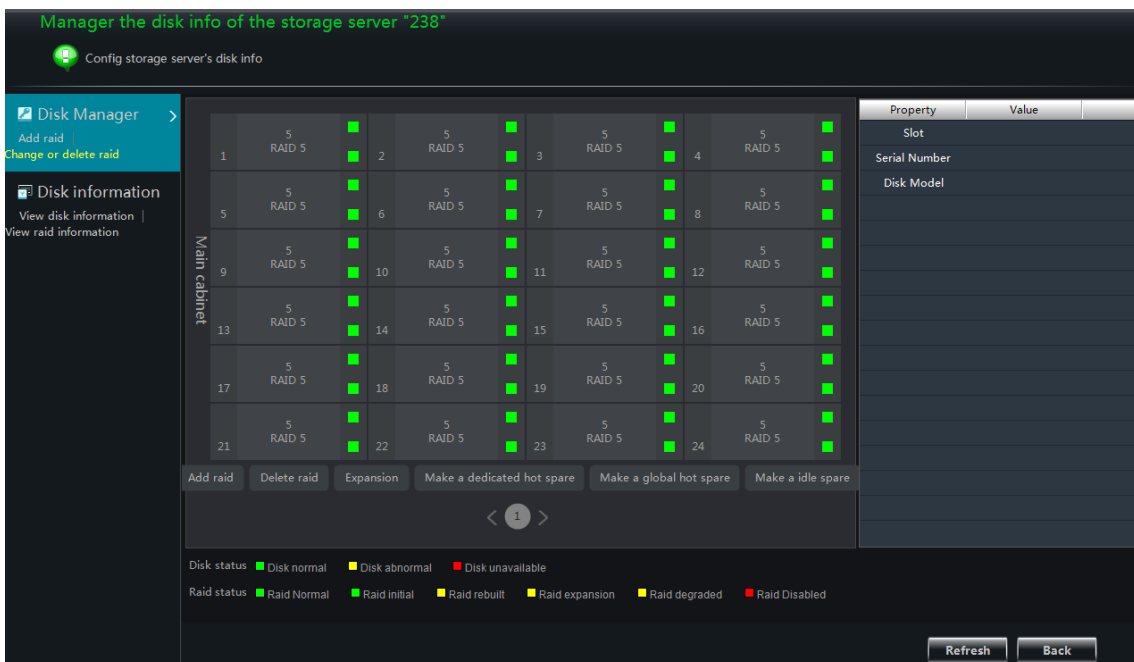 Manager the disk info of the storage server "238"
Config storage server's disk info
Disk Manager
Add raid
Change or delete raid
Disk information
View disk information
View raid information
Main cabinet
1
5
RAID 5
2
5
RAID 5
3
5
RAID 5
4
5
RAID 5
5
5
RAID 5
6
5
RAID 5
7
5
RAID 5
8
5
RAID 5
9
5
RAID 5
10
5
RAID 5
11
5
RAID 5
12
5
RAID 5
13
5
RAID 5
14
5
RAID 5
15
5
RAID 5
16
5
RAID 5
17
5
RAID 5
18
5
RAID 5
19
5
RAID 5
20
5
RAID 5
21
5
RAID 5
22
5
RAID 5
23
5
RAID 5
24
5
RAID 5
Add raid Delete raid Expansion Make a dedicated hot spare Make a global hot spare Make a idle spare
< 1 >
Property Value
Slot
Serial Number
Disk Model
Disk status Disk normal Disk abnormal Disk unavailable
Raid status Raid Normal Raid initial Raid rebuilt Raid expansion Raid degraded Raid Disabled
Refresh Back